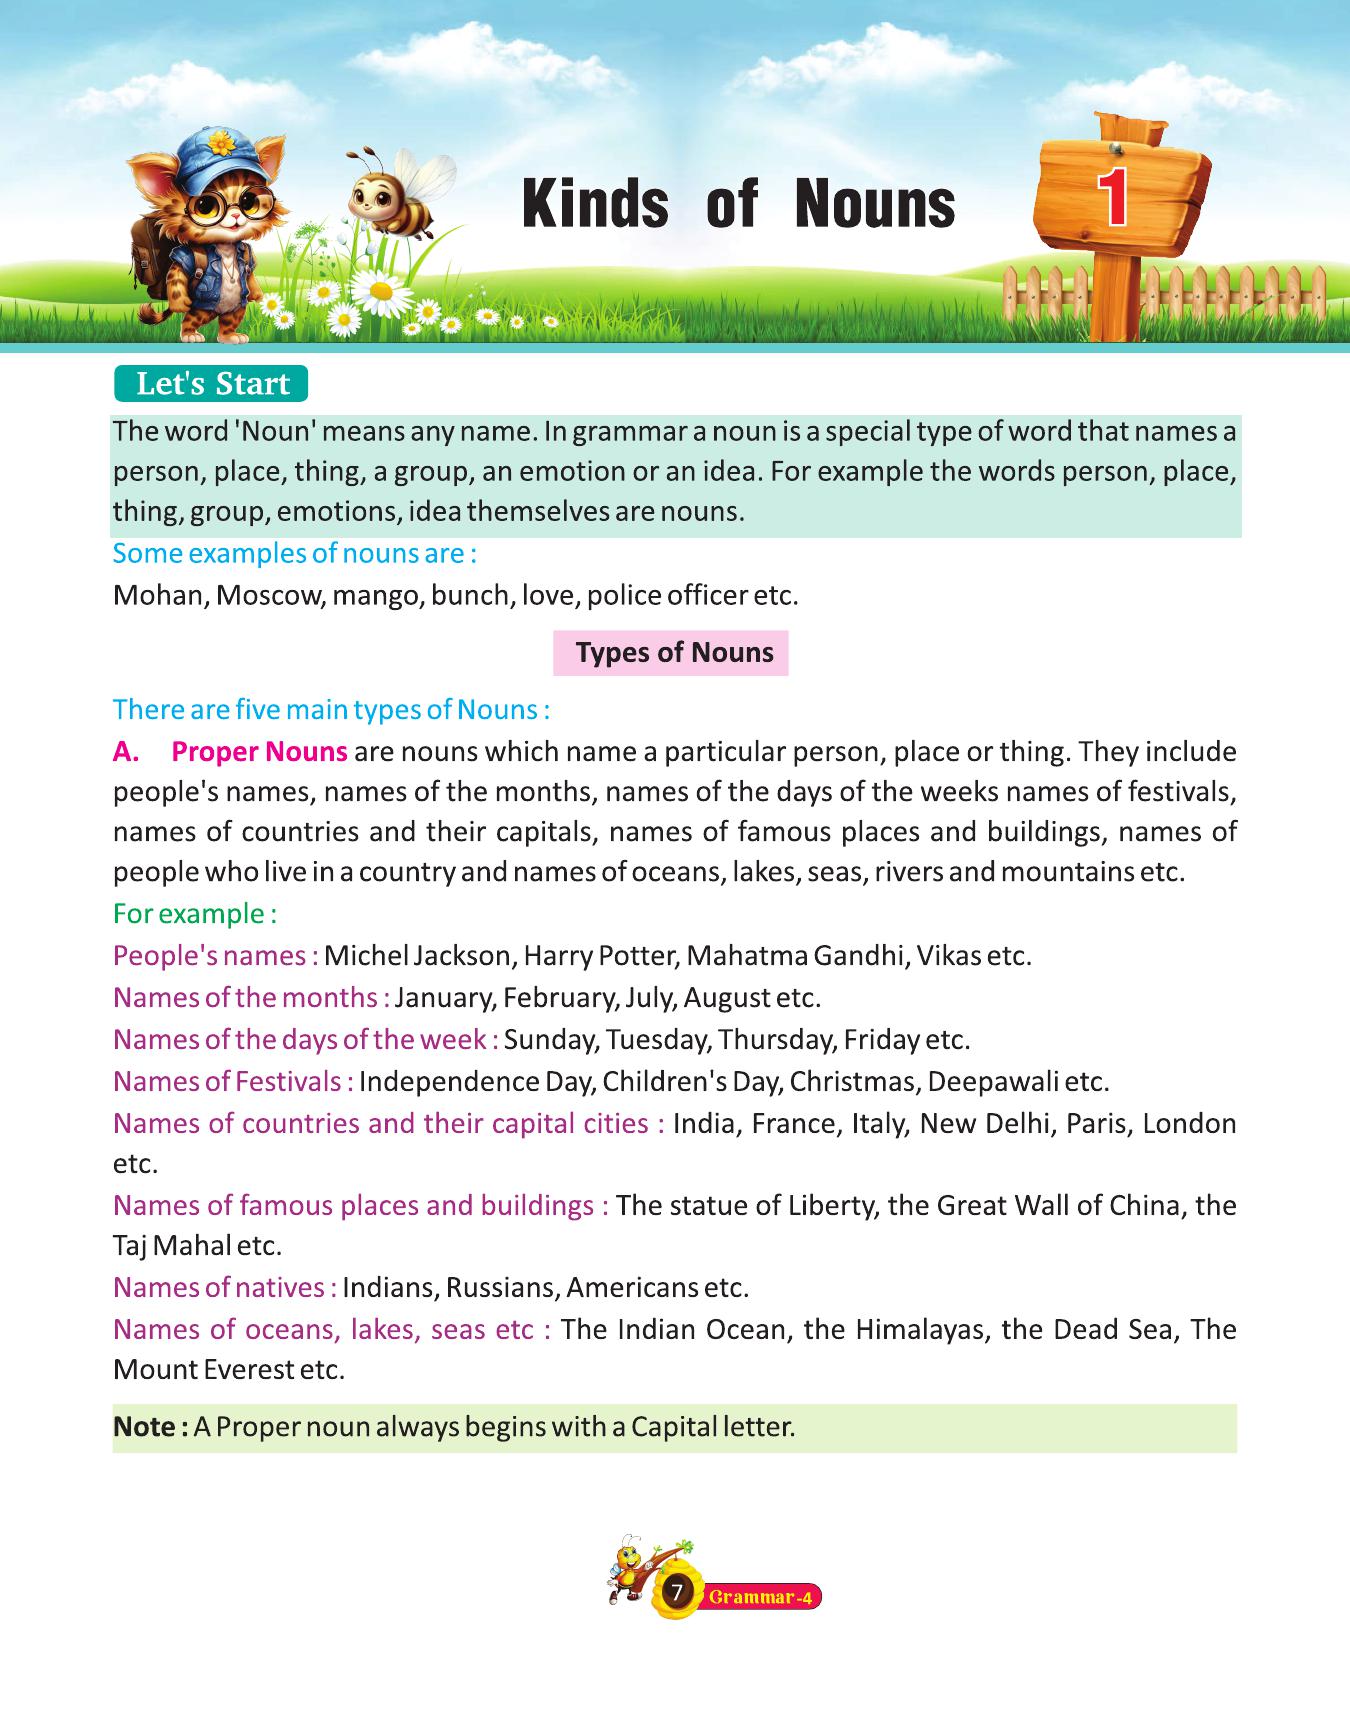 Kinds of Nouns
1
Let's Start
The word 'Noun' means any name. In grammar a noun is a special type of word that names a
person, place, thing, a group, an emotion or an idea. For example the words person, place,
thing, group, emotions, idea themselves are nouns.
Some examples of nouns are :
Mohan, Moscow, mango, bunch, love, police officer etc.
Types of Nouns
There are five main types of Nouns :
A. Proper Nouns are nouns which name a particular person, place or thing. They include
people's names, names of the months, names of the days of the weeks names of festivals,
names of countries and their capitals, names of famous places and buildings, names of
people who live in a country and names of oceans, lakes, seas, rivers and mountains etc.
For example :
People's names : Michel Jackson, Harry Potter, Mahatma Gandhi, Vikas etc.
Names of the months : January, February, July, August etc.
Names of the days of the week : Sunday, Tuesday, Thursday, Friday etc.
Names of Festivals : Independence Day, Children's Day, Christmas, Deepawali etc.
Names of countries and their capital cities : India, France, Italy, New Delhi, Paris, London
etc.
Names of famous places and buildings : The statue of Liberty, the Great Wall of China, the
Taj Mahal etc.
Names of natives : Indians, Russians, Americans etc.
Names of oceans, lakes, seas etc : The Indian Ocean, the Himalayas, the Dead Sea, The
Mount Everest etc.
Note : A Proper noun always begins with a Capital letter.
7 Grammar-4